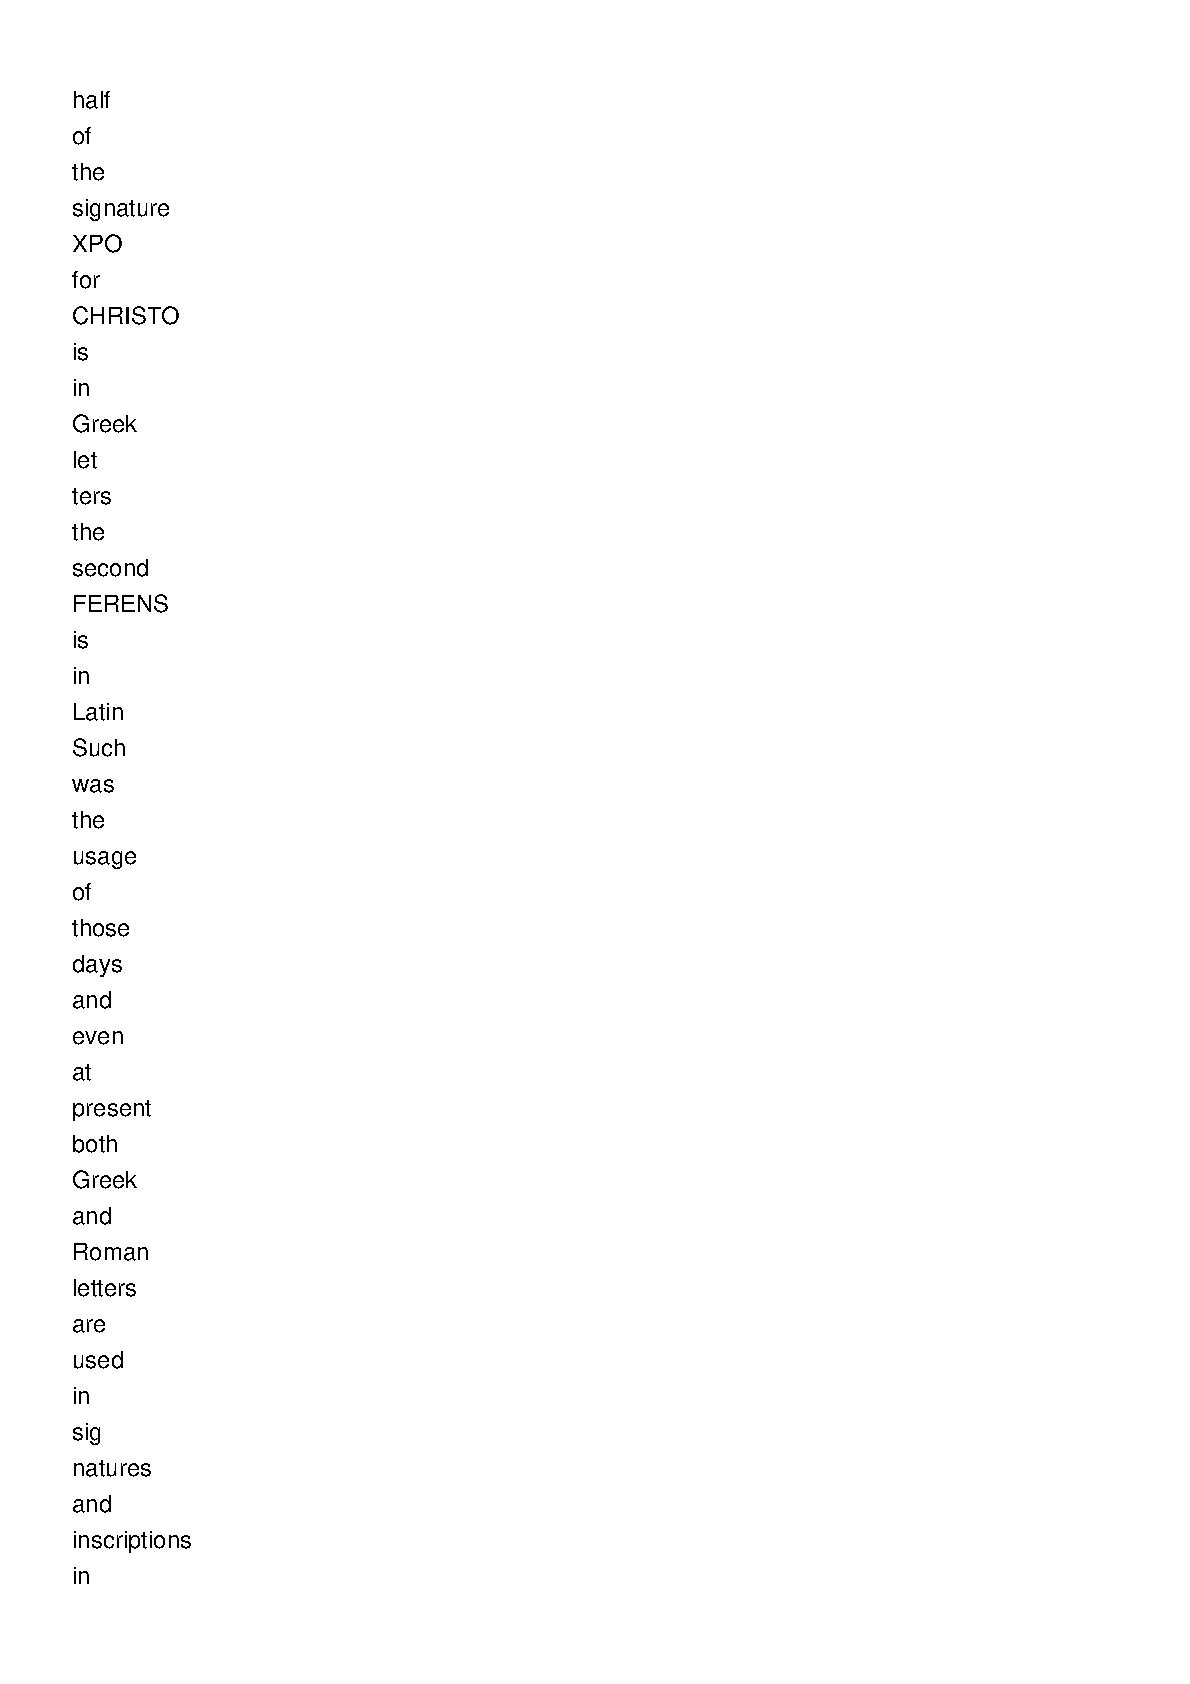 half
of
the
signature
XPO
for
CHRISTO
is
in
Greek
let
ters
the
second
FERENS
is
in
Latin
Such
was
the
usage
of
those
days
and
even
at
present
both
Greek
and
Roman
letters
are
used
in
sig
natures
and
inscriptions
in